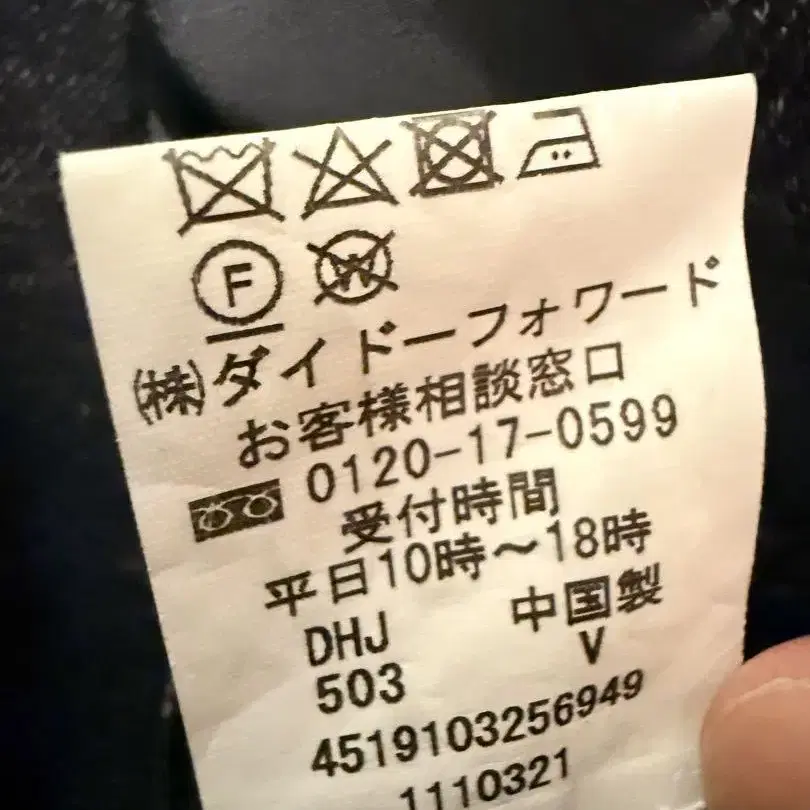 F W
㈱ダイドーフォワード
お客様相談窓口
0120-17-0599
受付時間
平日10時～18時
DHJ 中国製
503 V
4519103256949
1110321